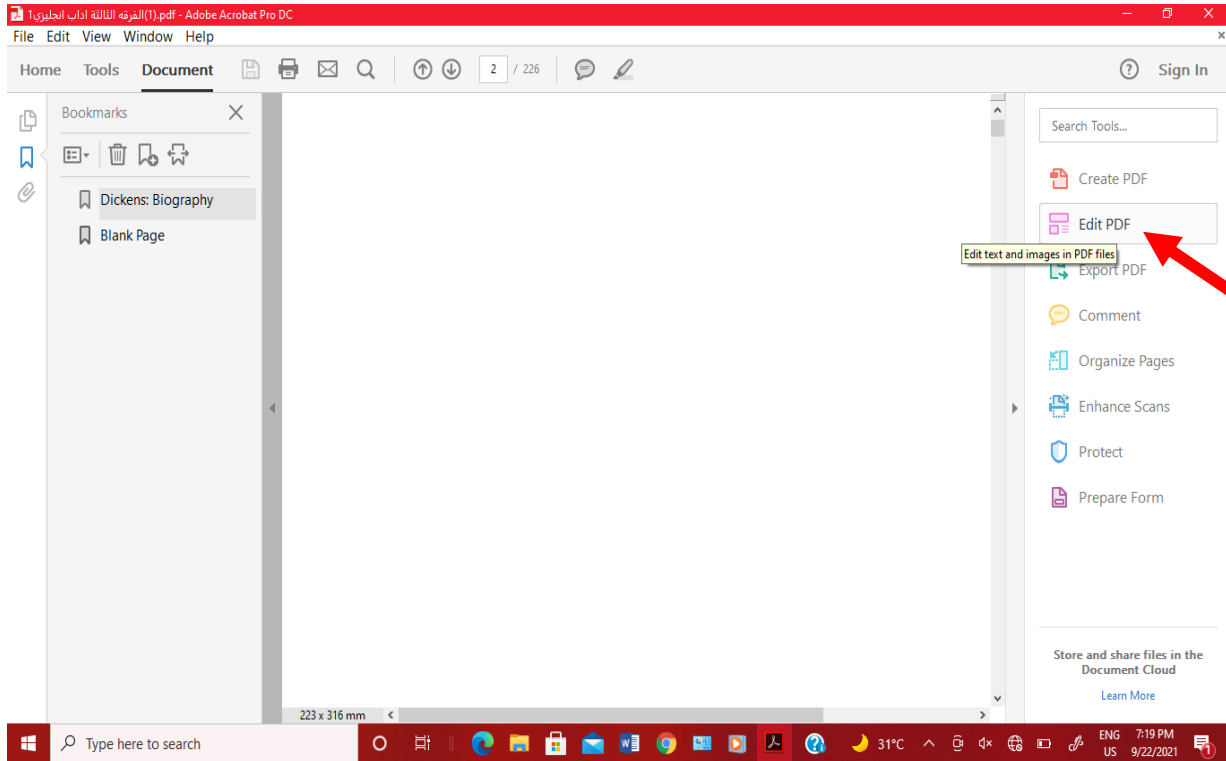 الفرقه الثالثة اداب انجليزي1(1).pdf - Adobe Acrobat Pro DC
File Edit View Window Help
Home Tools Document 2 / 226 Sign In
Bookmarks
Dickens: Biography
Blank Page
Search Tools...
Create PDF
Edit PDF
Edit text and images in PDF files
Export PDF
Comment
Organize Pages
Enhance Scans
Protect
Prepare Form
Store and share files in the
Document Cloud
Learn More
223 x 316 mm
Type here to search 31°C ENG 7:19 PM
US 9/22/2021 1